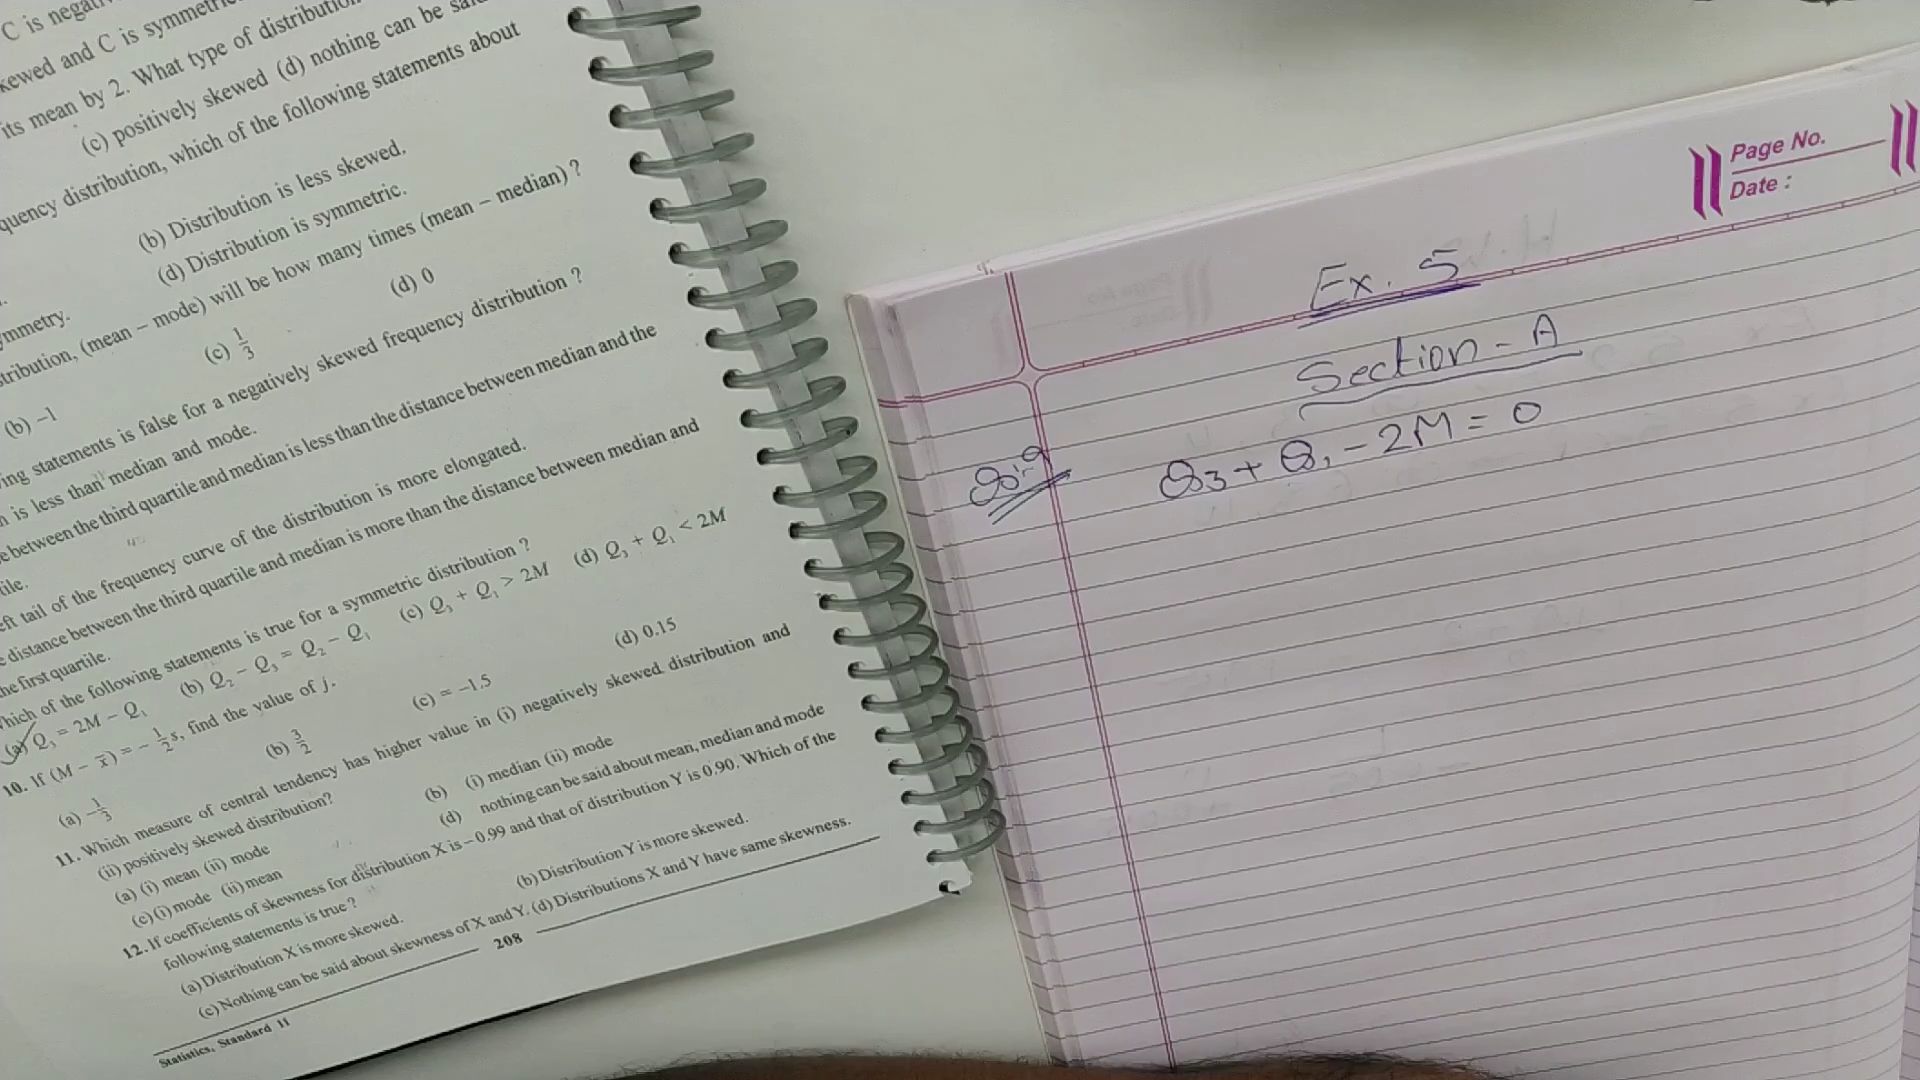 C is negati
kewed and C is symmetric
its mean by 2. What type of distribution
(c) positively skewed (d) nothing can be sai
quency distribution, which of the following statements about
(b) Distribution is less skewed.
mmetry. (d) Distribution is symmetric.
tribution, (mean – mode) will be how many times (mean – median) ?
(b) –1 (c) 1/3 (d) 0
ing statements is false for a negatively skewed frequency distribution ?
n is less than median and mode.
e between the third quartile and median is less than the distance between median and the
tile.
eft tail of the frequency curve of the distribution is more elongated.
e distance between the third quartile and median is more than the distance between median and
he first quartile.
Which of the following statements is true for a symmetric distribution ?
(a) Q₃ = 2M – Q₁ (b) Q₂ – Q₃ = Q₂ – Q₁ (c) Q₃ + Q₁ > 2M (d) Q₃ + Q₁ < 2M
10. If (M – x̄) = – 1/2 s, find the value of j.
(a) –1/3 (b) 3/2 (c) = –1.5 (d) 0.15
11. Which measure of central tendency has higher value in (i) negatively skewed distribution and
(ii) positively skewed distribution?
(a) (i) mean (ii) mode (b) (i) median (ii) mode
(c) (i) mode (ii) mean (d) nothing can be said about mean, median and mode
12. If coefficients of skewness for distribution X is –0.99 and that of distribution Y is 0.90. Which of the
following statements is true ?
(a) Distribution X is more skewed. (b) Distribution Y is more skewed.
(c) Nothing can be said about skewness of X and Y. (d) Distributions X and Y have same skewness.
208
Statistics, Standard 11
Page No.
Date :
Ex. 5
Section - A
Q3 + Q1 - 2M = 0